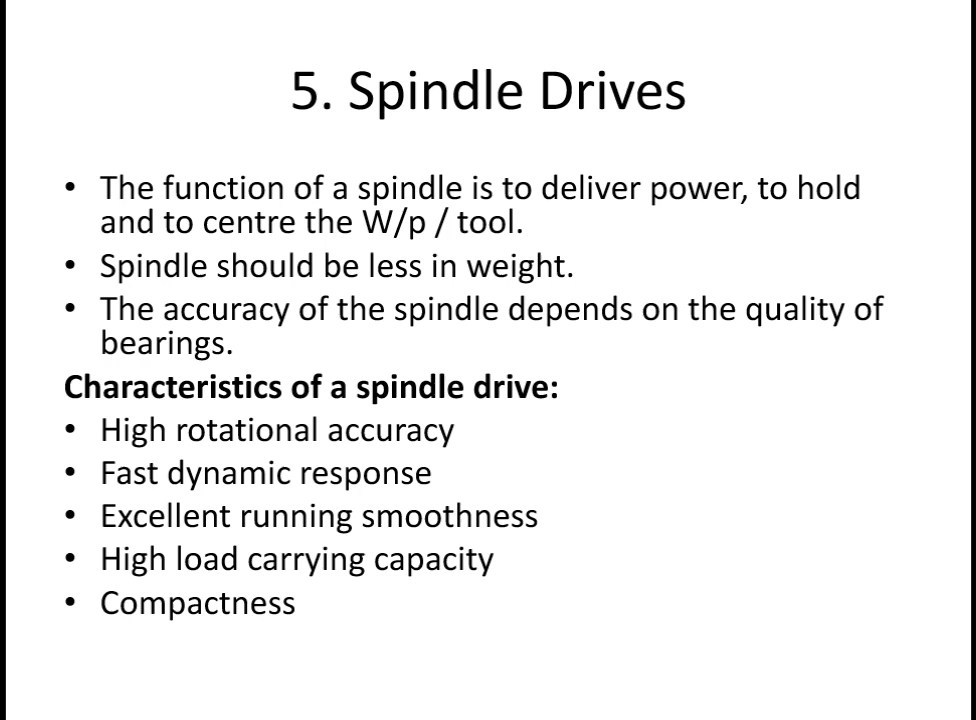 5. Spindle Drives
• The function of a spindle is to deliver power, to hold
and to centre the W/p / tool.
• Spindle should be less in weight.
• The accuracy of the spindle depends on the quality of
bearings.
Characteristics of a spindle drive:
• High rotational accuracy
• Fast dynamic response
• Excellent running smoothness
• High load carrying capacity
• Compactness